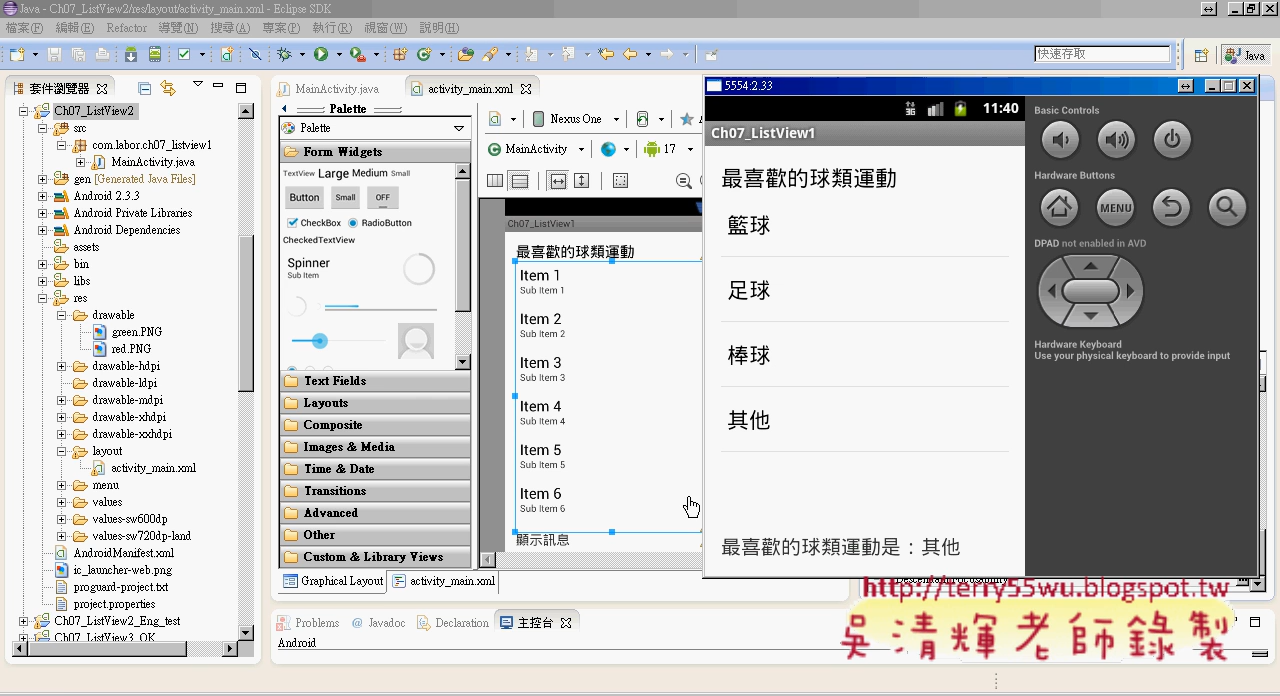 Java - Ch07_ListView2/res/layout/activity_main.xml - Eclipse SDK
檔案(F) 編輯(E) Refactor 導覽(N) 搜尋(A) 專案(P) 執行(R) 視窗(W) 說明(H)
快速存取
Java
套件瀏覽器
Ch07_ListView2
src
com.labor.ch07_listview1
MainActivity.java
gen [Generated Java Files]
Android 2.3.3
Android Private Libraries
Android Dependencies
assets
bin
libs
res
drawable
green.PNG
red.PNG
drawable-hdpi
drawable-ldpi
drawable-mdpi
drawable-xhdpi
drawable-xxhdpi
layout
activity_main.xml
menu
values
values-sw600dp
values-sw720dp-land
AndroidManifest.xml
ic_launcher-web.png
proguard-project.txt
project.properties
Ch07_ListView2_Eng_test
Ch07_ListView3_OK
MainActivity.java
activity_main.xml
Palette
Palette
Form Widgets
TextView Large Medium Small
Button Small OFF
CheckBox RadioButton
CheckedTextView
Spinner
Sub Item
Text Fields
Layouts
Composite
Images & Media
Time & Date
Transitions
Advanced
Other
Custom & Library Views
Graphical Layout
activity_main.xml
Nexus One
MainActivity
17
Ch07_ListView1
最喜歡的球類運動
Item 1
Sub Item 1
Item 2
Sub Item 2
Item 3
Sub Item 3
Item 4
Sub Item 4
Item 5
Sub Item 5
Item 6
Sub Item 6
顯示訊息
5554:2.33
3G
11:40
Ch07_ListView1
最喜歡的球類運動
籃球
足球
棒球
其他
最喜歡的球類運動是：其他
Basic Controls
Hardware Buttons
MENU
DPAD not enabled in AVD
Hardware Keyboard
Use your physical keyboard to provide input
Problems
Javadoc
Declaration
主控台
Android
http://terry55wu.blogspot.tw
吳清輝老師錄製